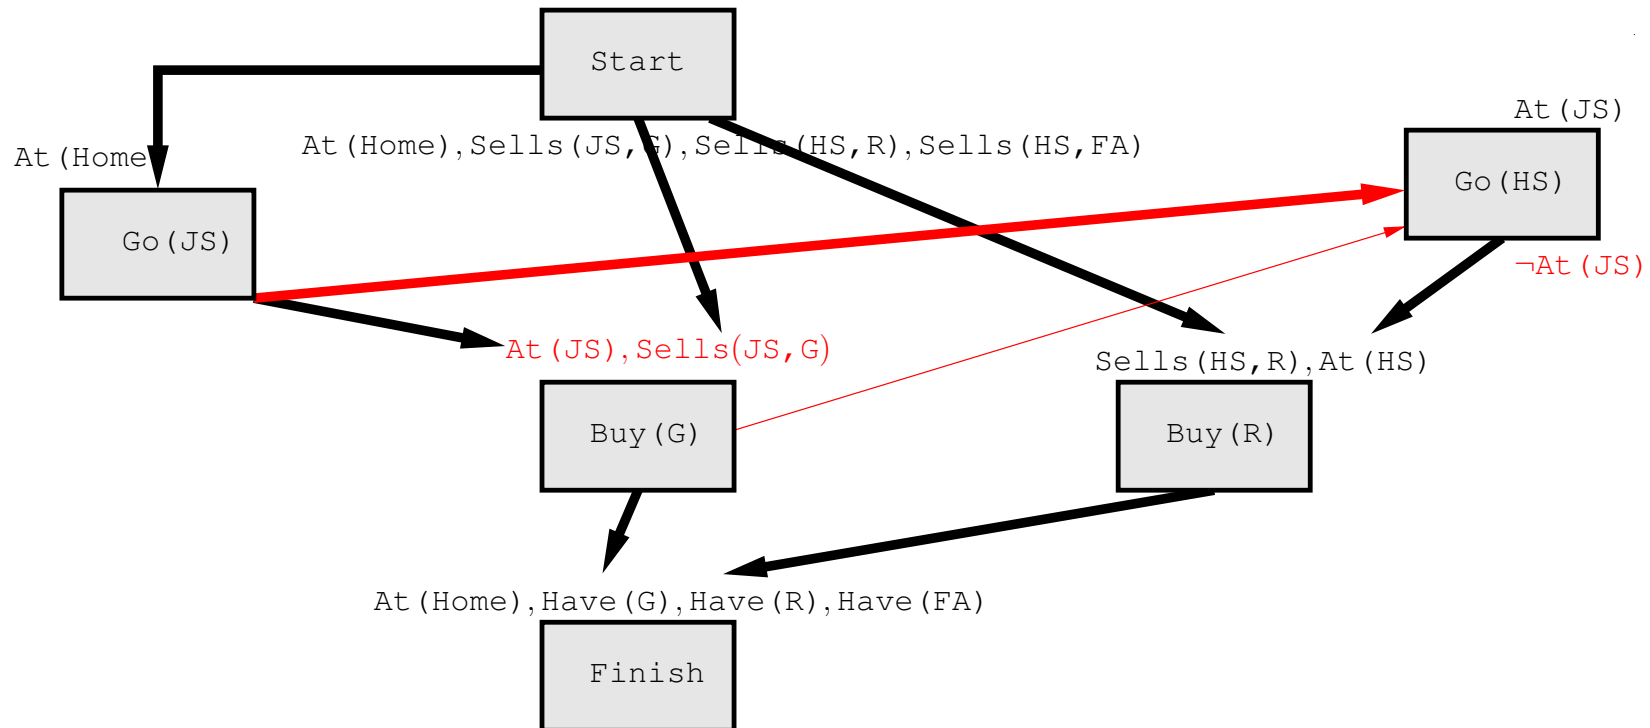 Start
At(JS)
At(Home),Sells(JS,G),Sells(HS,R),Sells(HS,FA)
At(Home
Go(HS)
Go(JS)
¬At(JS)
At(JS),Sells(JS,G)
Sells(HS,R),At(HS)
Buy(G)
Buy(R)
At(Home),Have(G),Have(R),Have(FA)
Finish